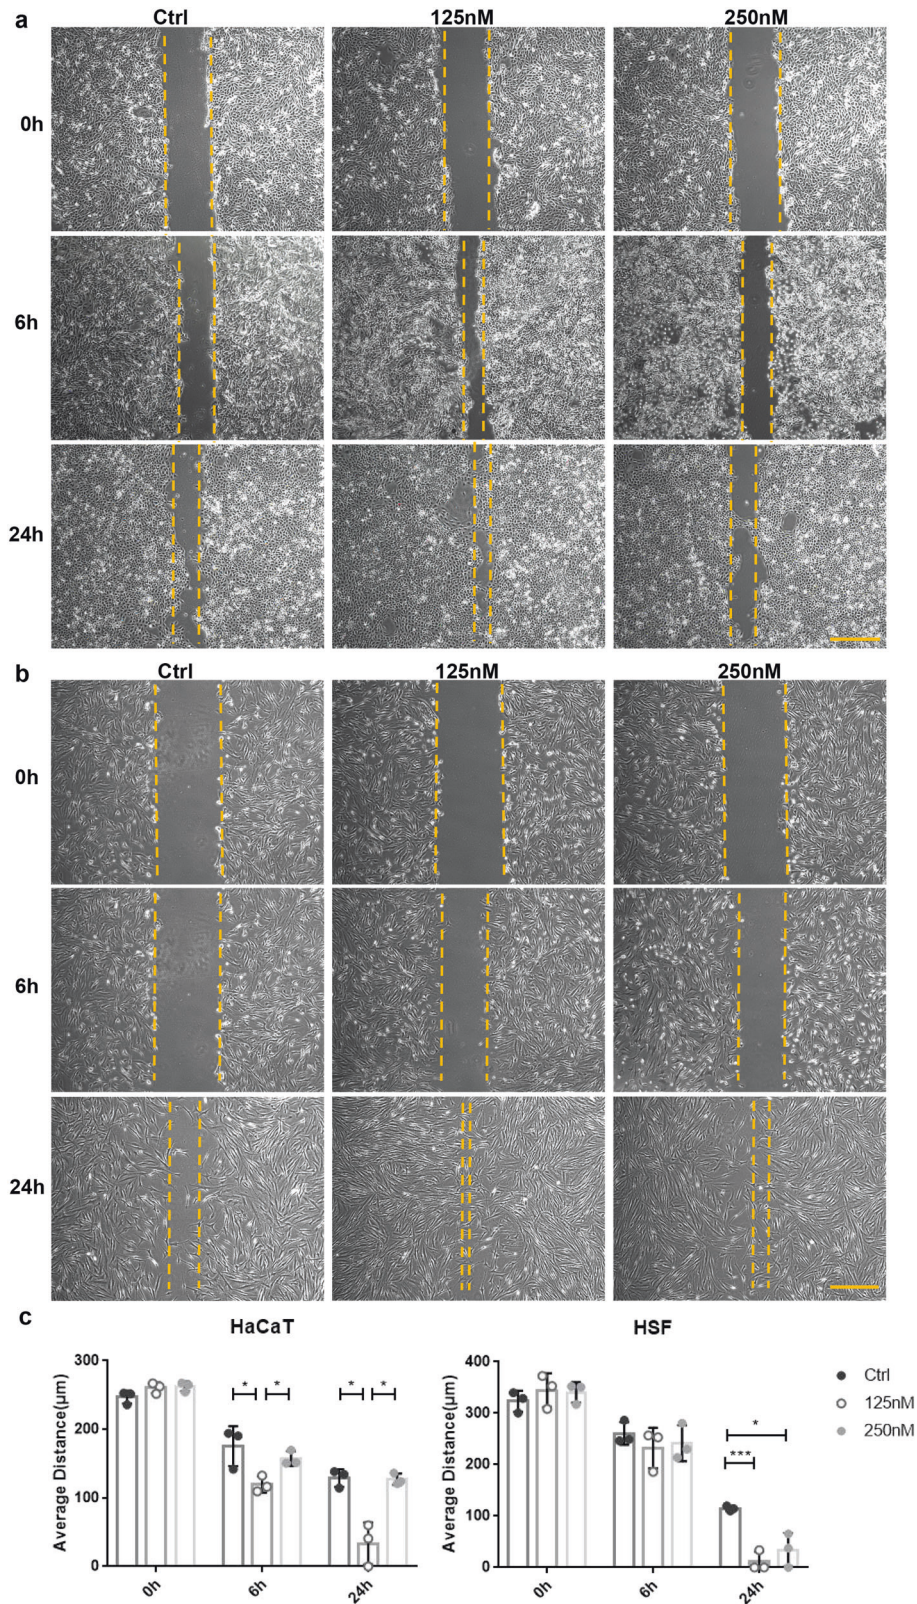 a
Ctrl 125nM 250nM
0h
6h
24h
b
Ctrl 125nM 250nM
0h
6h
24h
c
HaCaT
Average Distance(μm)
300
200
100
0
* * * *
0h 6h 24h
HSF
Average Distance(μm)
400
300
200
100
0
*
***
0h 6h 24h
Ctrl
125nM
250nM